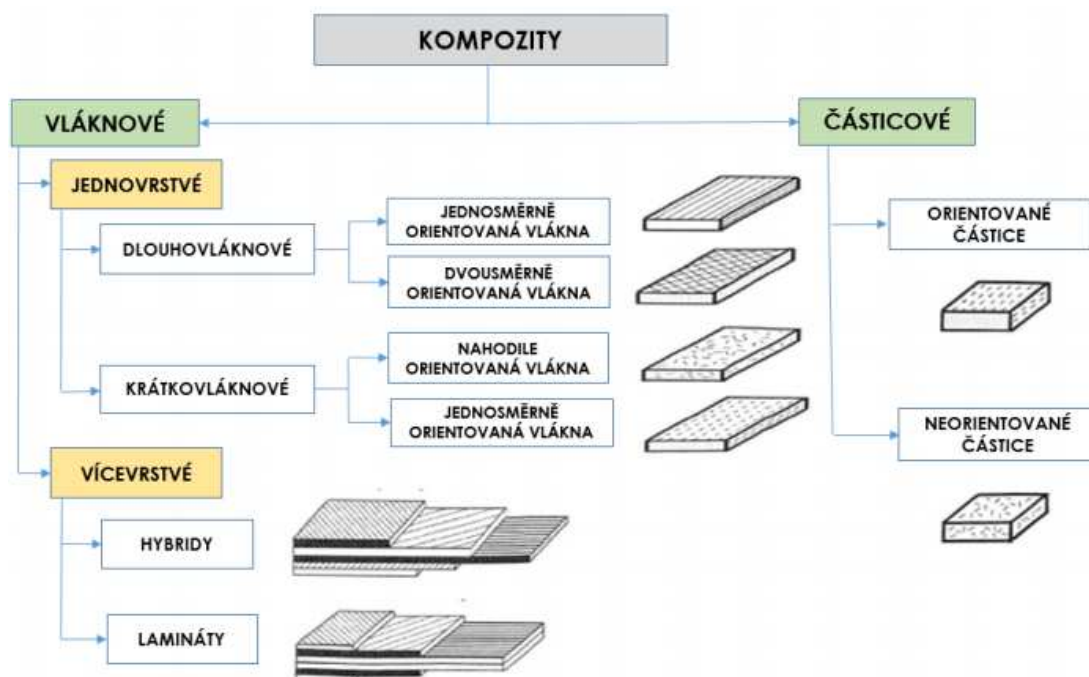 KOMPOZITY
VLÁKNOVÉ
ČÁSTICOVÉ
JEDNOVRSTVÉ
DLOUHOVLÁKNOVÉ
JEDNOSMĚRNĚ
ORIENTOVANÁ VLÁKNA
DVOUSMĚRNĚ
ORIENTOVANÁ VLÁKNA
KRÁTKOVLÁKNOVÉ
NAHODILE
ORIENTOVANÁ VLÁKNA
JEDNOSMĚRNĚ
ORIENTOVANÁ VLÁKNA
VÍCEVRSTVÉ
HYBRIDY
LAMINÁTY
ORIENTOVANÉ
ČÁSTICE
NEORIENTOVANÉ
ČÁSTICE